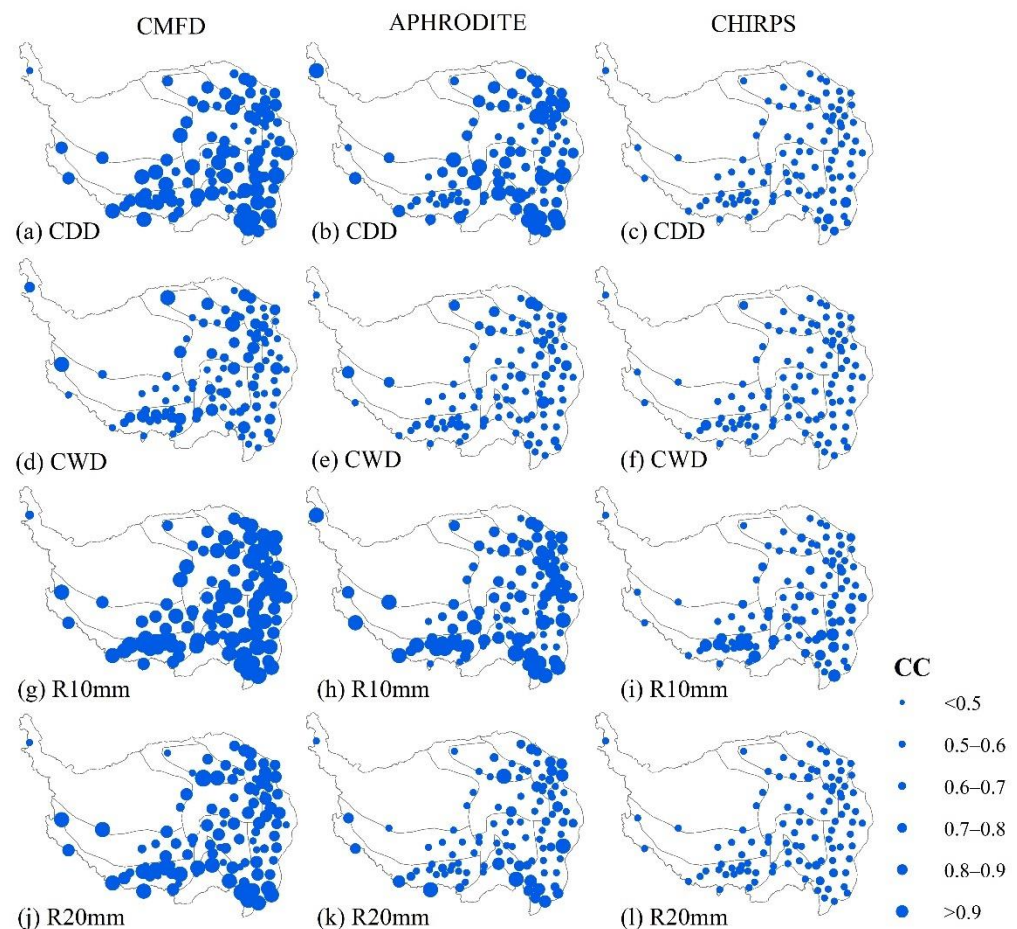 CMFD APHRODITE CHIRPS
(a) CDD (b) CDD (c) CDD
(d) CWD (e) CWD (f) CWD
(g) R10mm (h) R10mm (i) R10mm
(j) R20mm (k) R20mm (l) R20mm
CC
<0.5
0.5–0.6
0.6–0.7
0.7–0.8
0.8–0.9
>0.9